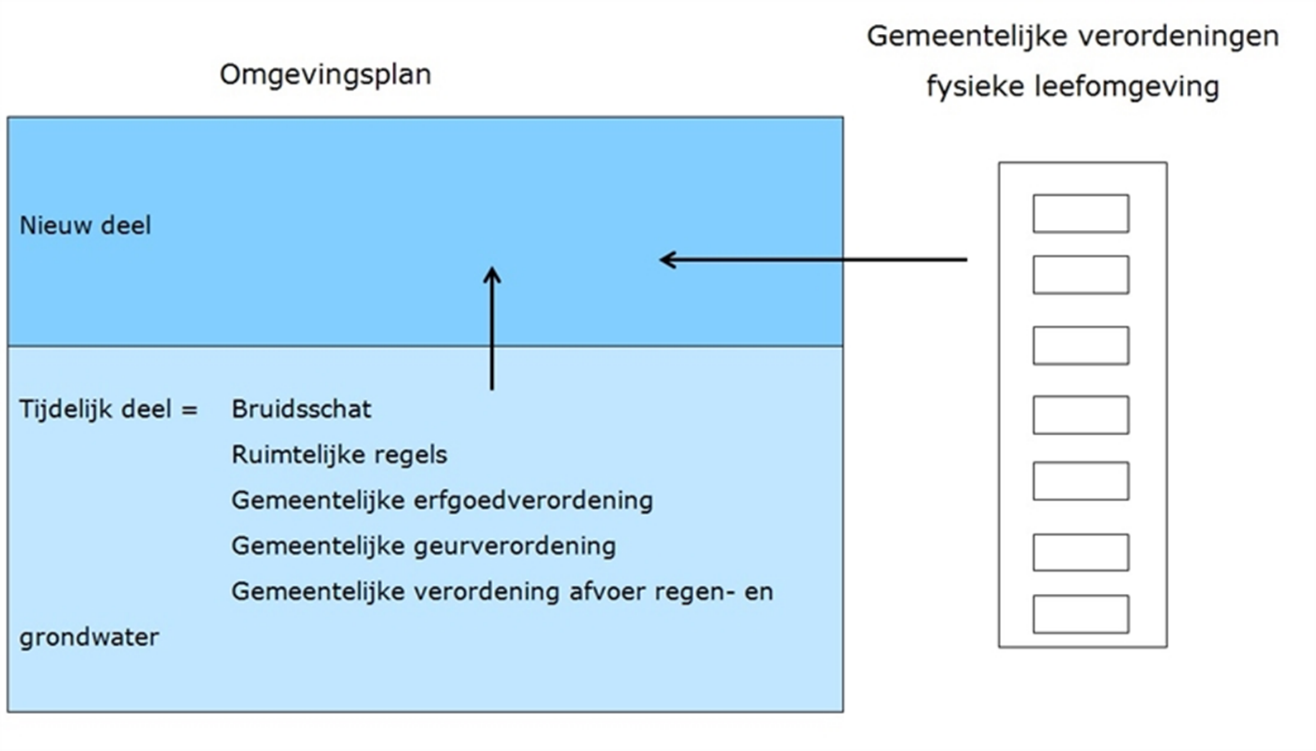 Gemeentelijke verordeningen
fysieke leefomgeving
Omgevingsplan
Nieuw deel
Tijdelijk deel = Bruidsschat
Ruimtelijke regels
Gemeentelijke erfgoedverordening
Gemeentelijke geurverordening
Gemeentelijke verordening afvoer regen- en
grondwater